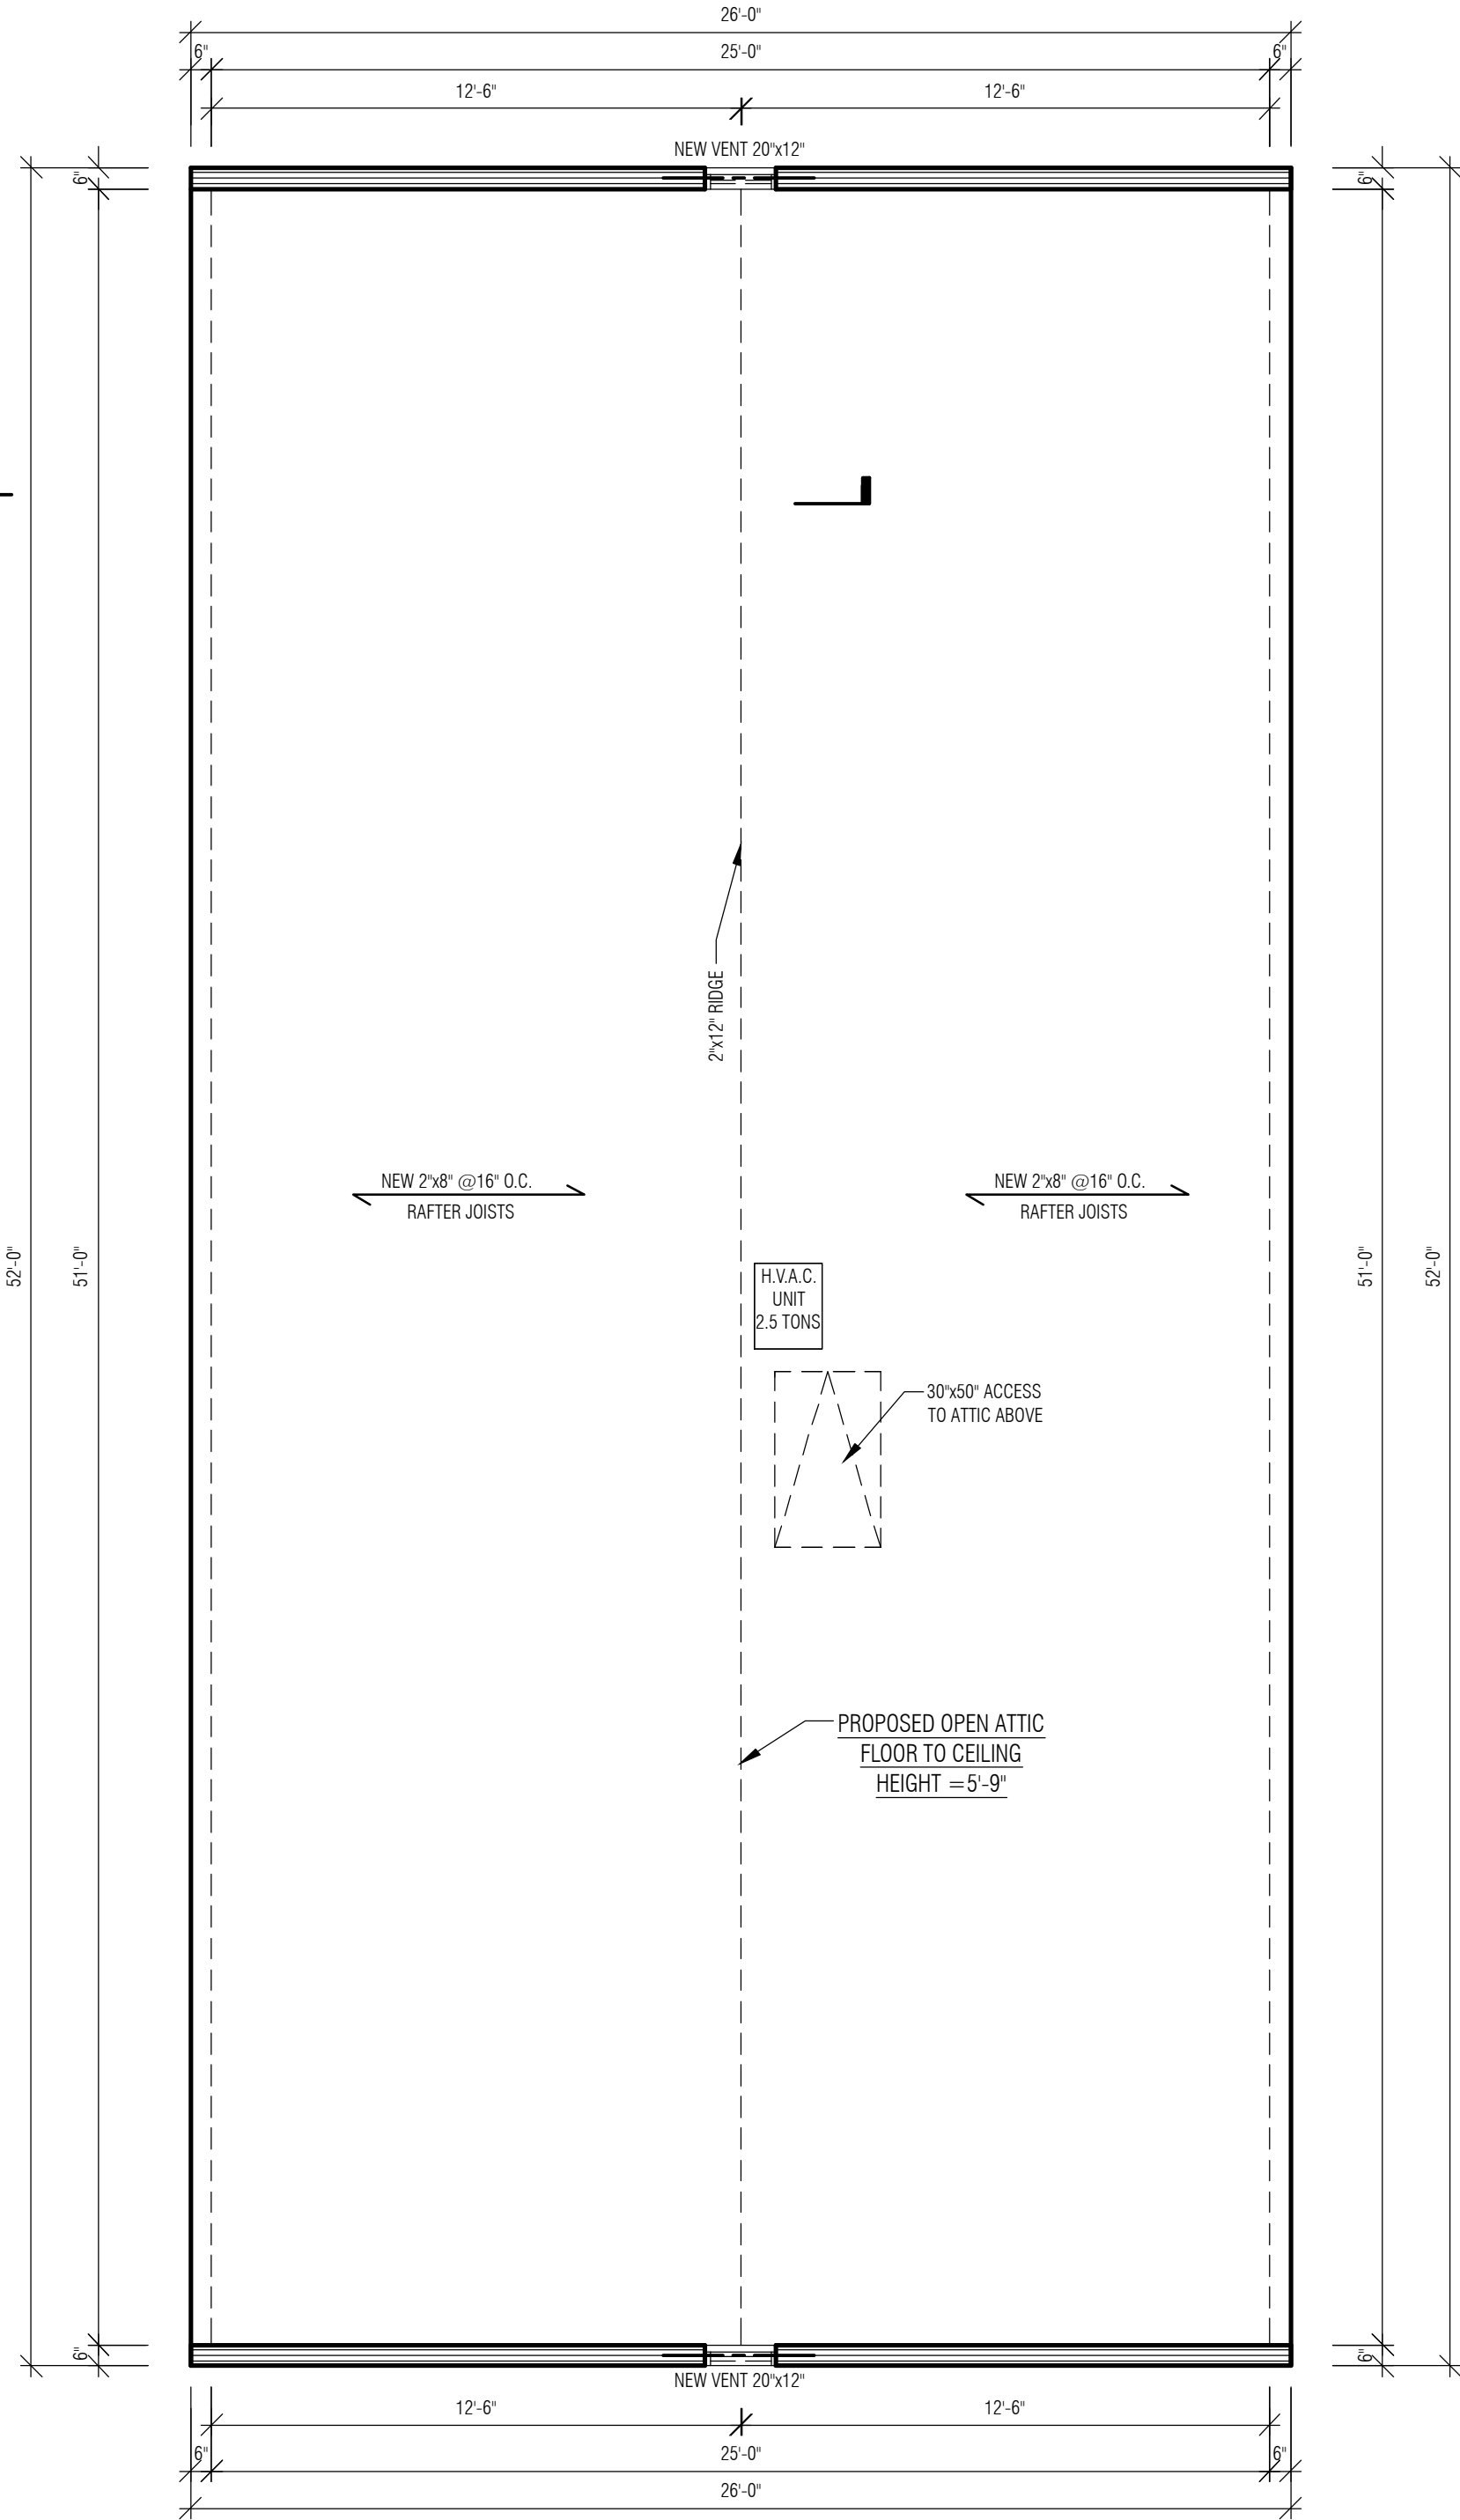 26'-0"
6"
25'-0"
6"
12'-6"
12'-6"
NEW VENT 20"x12"
6"
6"
2"x12" RIDGE
NEW 2"x8" @16" O.C.
RAFTER JOISTS
NEW 2"x8" @16" O.C.
RAFTER JOISTS
52'-0"
51'-0"
51'-0"
52'-0"
H.V.A.C.
UNIT
2.5 TONS
30"x50" ACCESS
TO ATTIC ABOVE
PROPOSED OPEN ATTIC
FLOOR TO CEILING
HEIGHT =5'-9"
6"
6"
NEW VENT 20"x12"
12'-6"
12'-6"
6"
25'-0"
6"
26'-0"